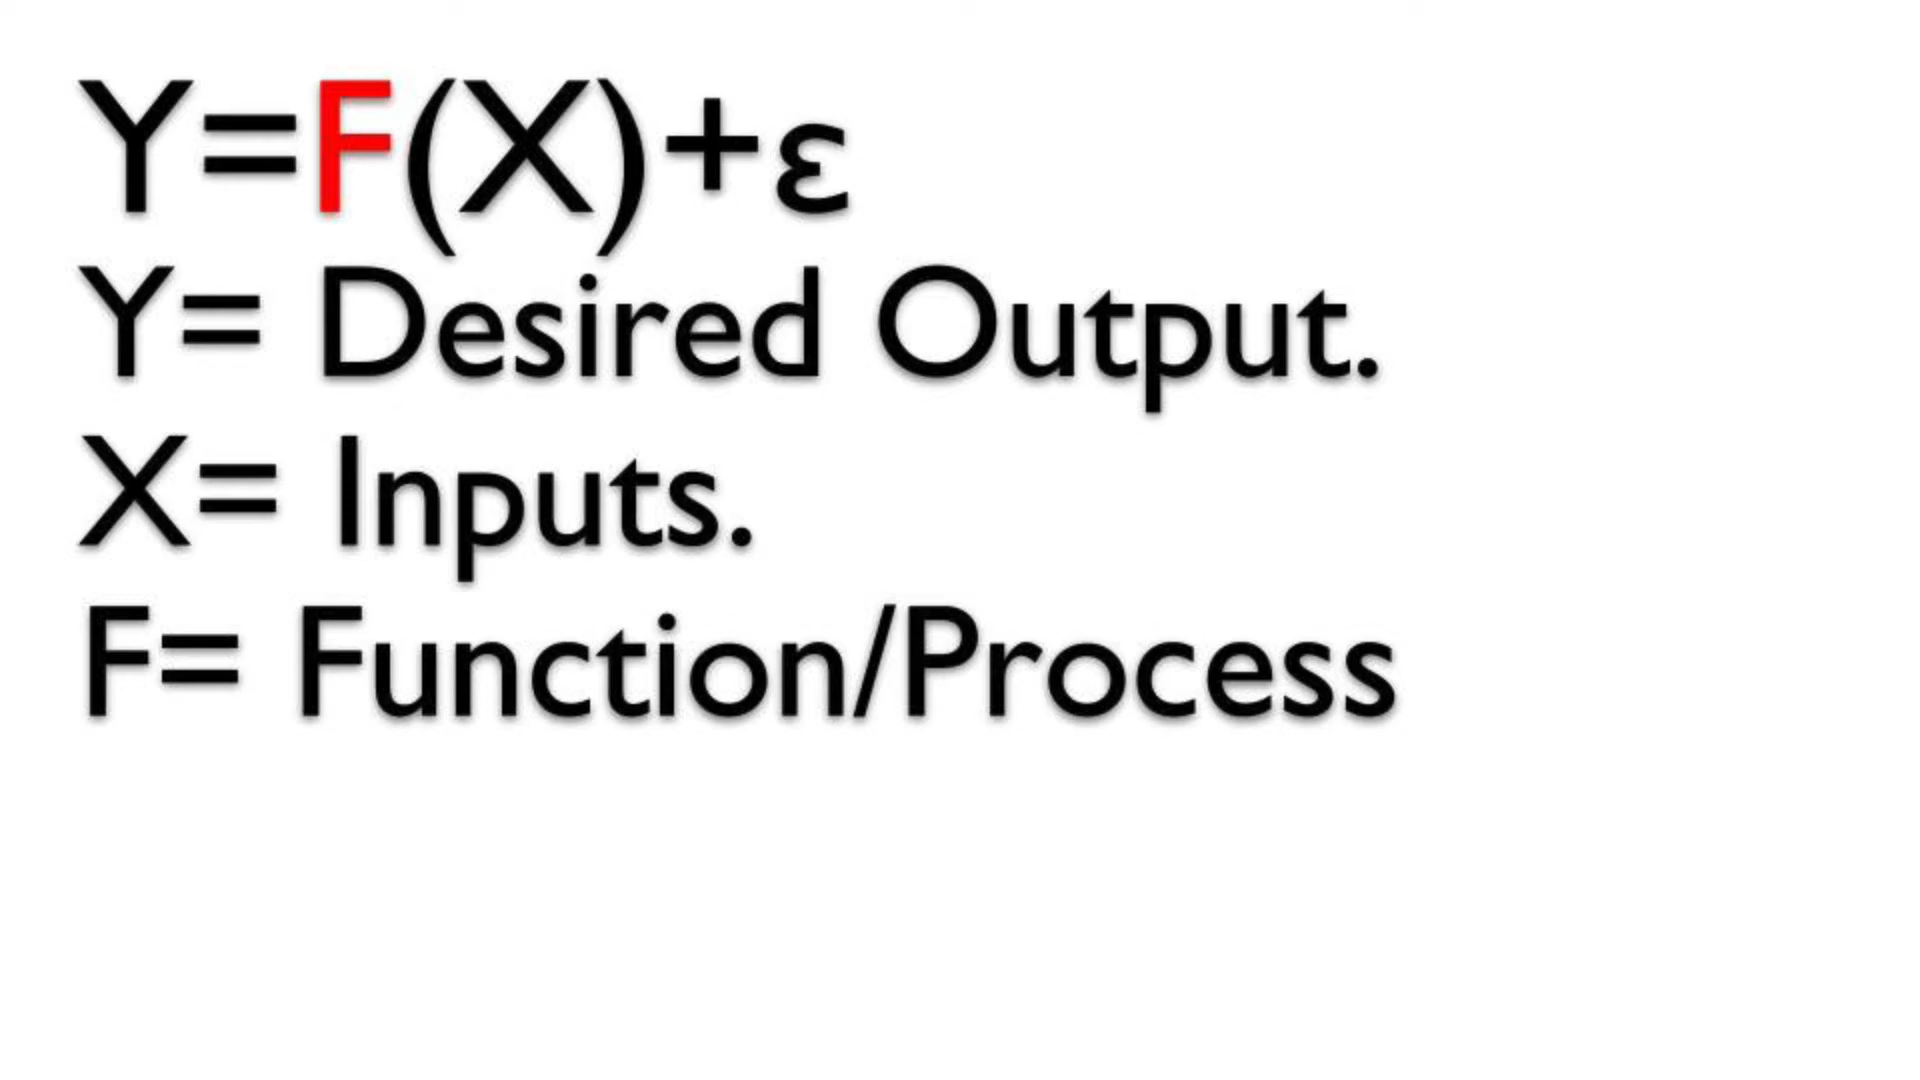 Y=F(X)+ε
Y= Desired Output.
X= Inputs.
F= Function/Process